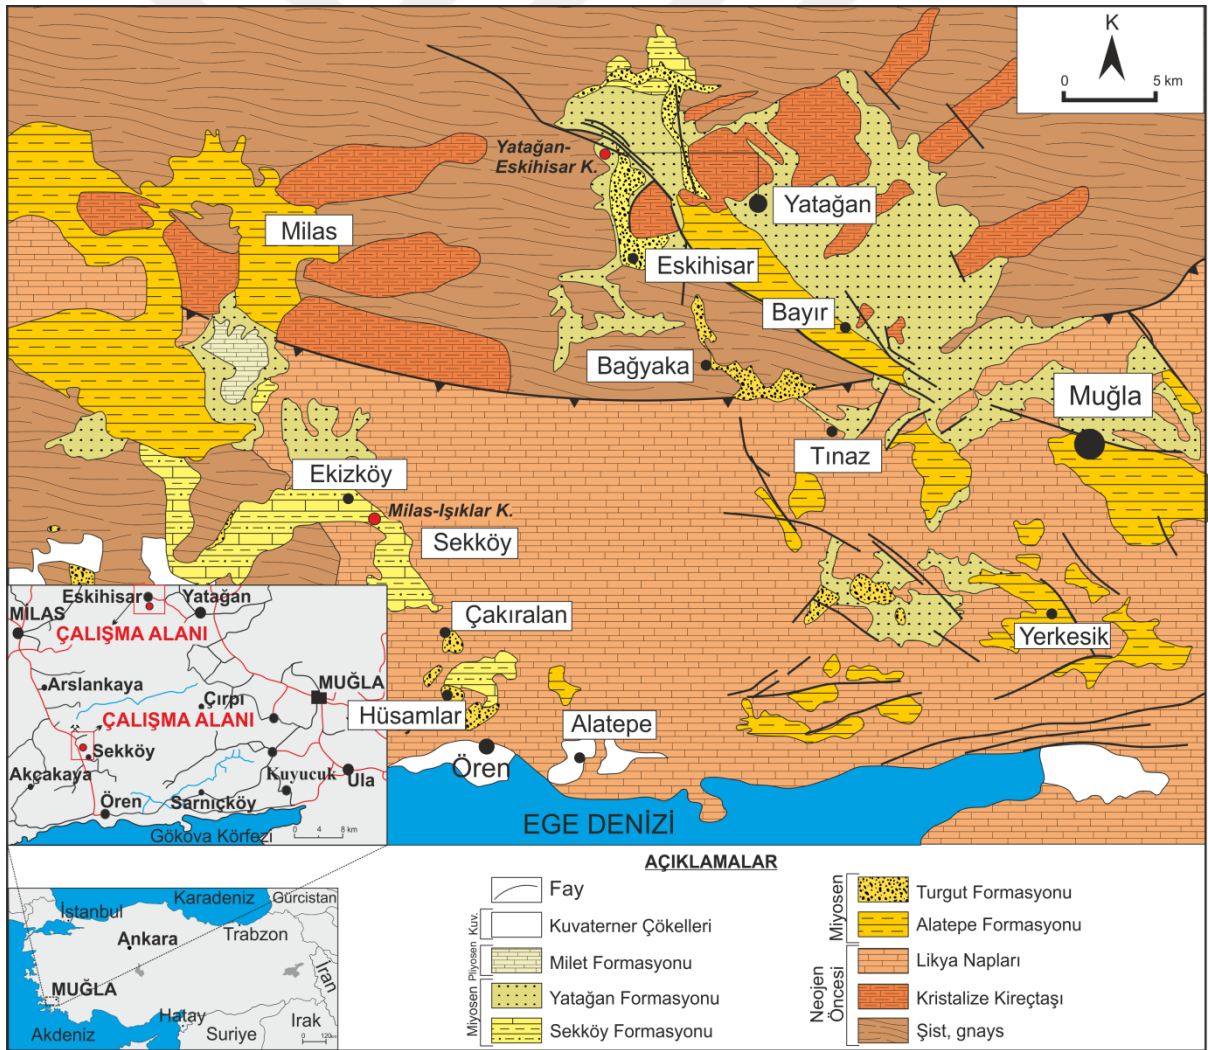 K
0 5 km
Yatağan-
Eskihisar K.
Yatağan
Milas
Eskihisar
Bayır
Bağyaka
Muğla
Tınaz
Ekizköy
Milas-Işıklar K.
Sekköy
Çakıralan
Yerkesik
Hüsamlar
Alatepe
Ören
EGE DENİZİ
Eskihisar
Yatağan
MİLAS
ÇALIŞMA ALANI
Arslankaya
Çırpı
MUĞLA
ÇALIŞMA ALANI
Sekköy
Akçakaya
Kuyucuk
Ula
Ören
Sarnıçköy
Gökova Körfezi
0 4 8 km
Karadeniz
Gürcistan
İstanbul
Trabzon
Ankara
İran
MUĞLA
Hatay
Irak
Akdeniz
Suriye
0 120km
AÇIKLAMALAR
Fay
Kuv.
Kuvaterner Çökelleri
Pliyosen
Milet Formasyonu
Miyosen
Yatağan Formasyonu
Sekköy Formasyonu
Miyosen
Turgut Formasyonu
Alatepe Formasyonu
Neojen
Öncesi
Likya Napları
Kristalize Kireçtaşı
Şist, gnays